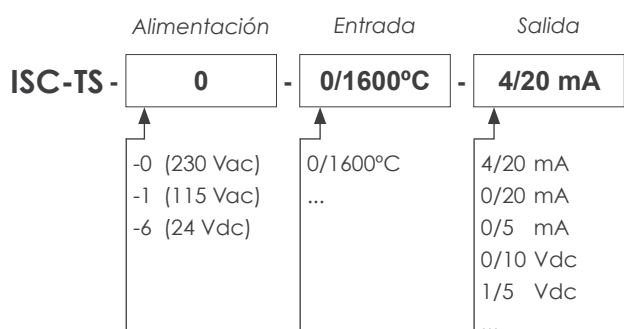 Alimentación Entrada Salida
ISC-TS - 0 - 0/1600ºC - 4/20 mA
-0 (230 Vac) 0/1600ºC 4/20 mA
-1 (115 Vac) ... 0/20 mA
-6 (24 Vdc) 0/5 mA
0/10 Vdc
1/5 Vdc
...